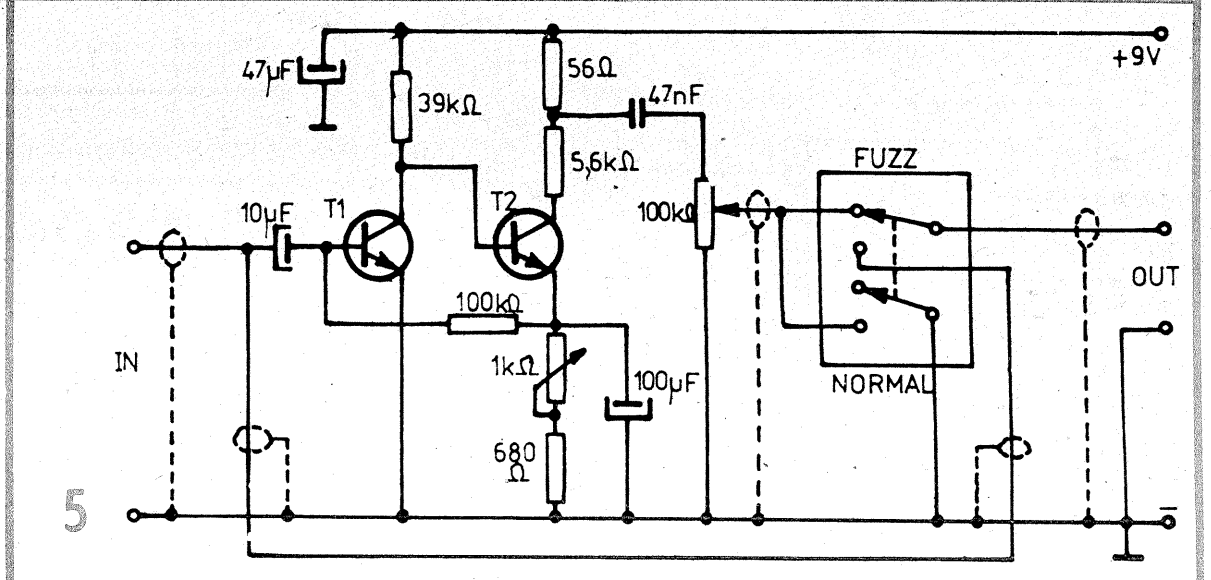 +9V
47µF
56Ω
39kΩ
47nF
5,6kΩ
FUZZ
10µF
T1
T2
100kΩ
100kΩ
OUT
IN
1kΩ
100µF
NORMAL
680
Ω
5
−